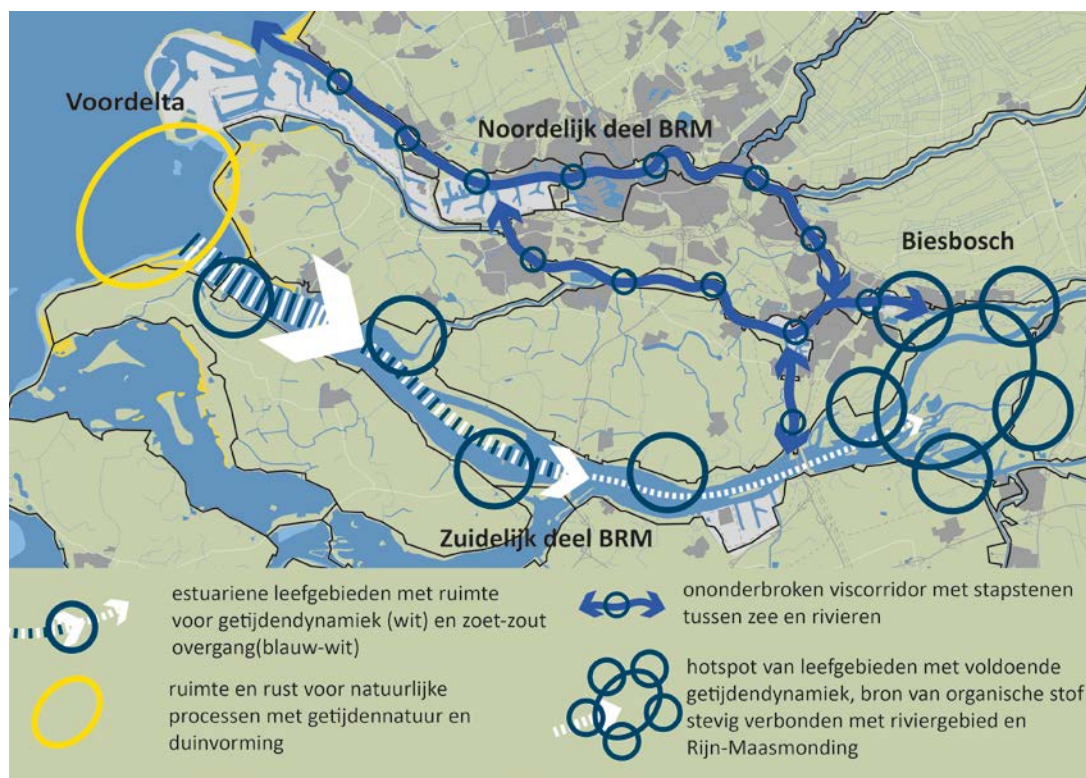 Voordelta
Noordelijk deel BRM
Biesbosch
Zuidelijk deel BRM
estuariene leefgebieden met ruimte
voor getijdendynamiek (wit) en zoet-zout
overgang(blauw-wit)
ruimte en rust voor natuurlijke
processen met getijdennatuur en
duinvorming
ononderbroken viscorridor met stapstenen
tussen zee en rivieren
hotspot van leefgebieden met voldoende
getijdendynamiek, bron van organische stof
stevig verbonden met riviergebied en
Rijn-Maasmonding